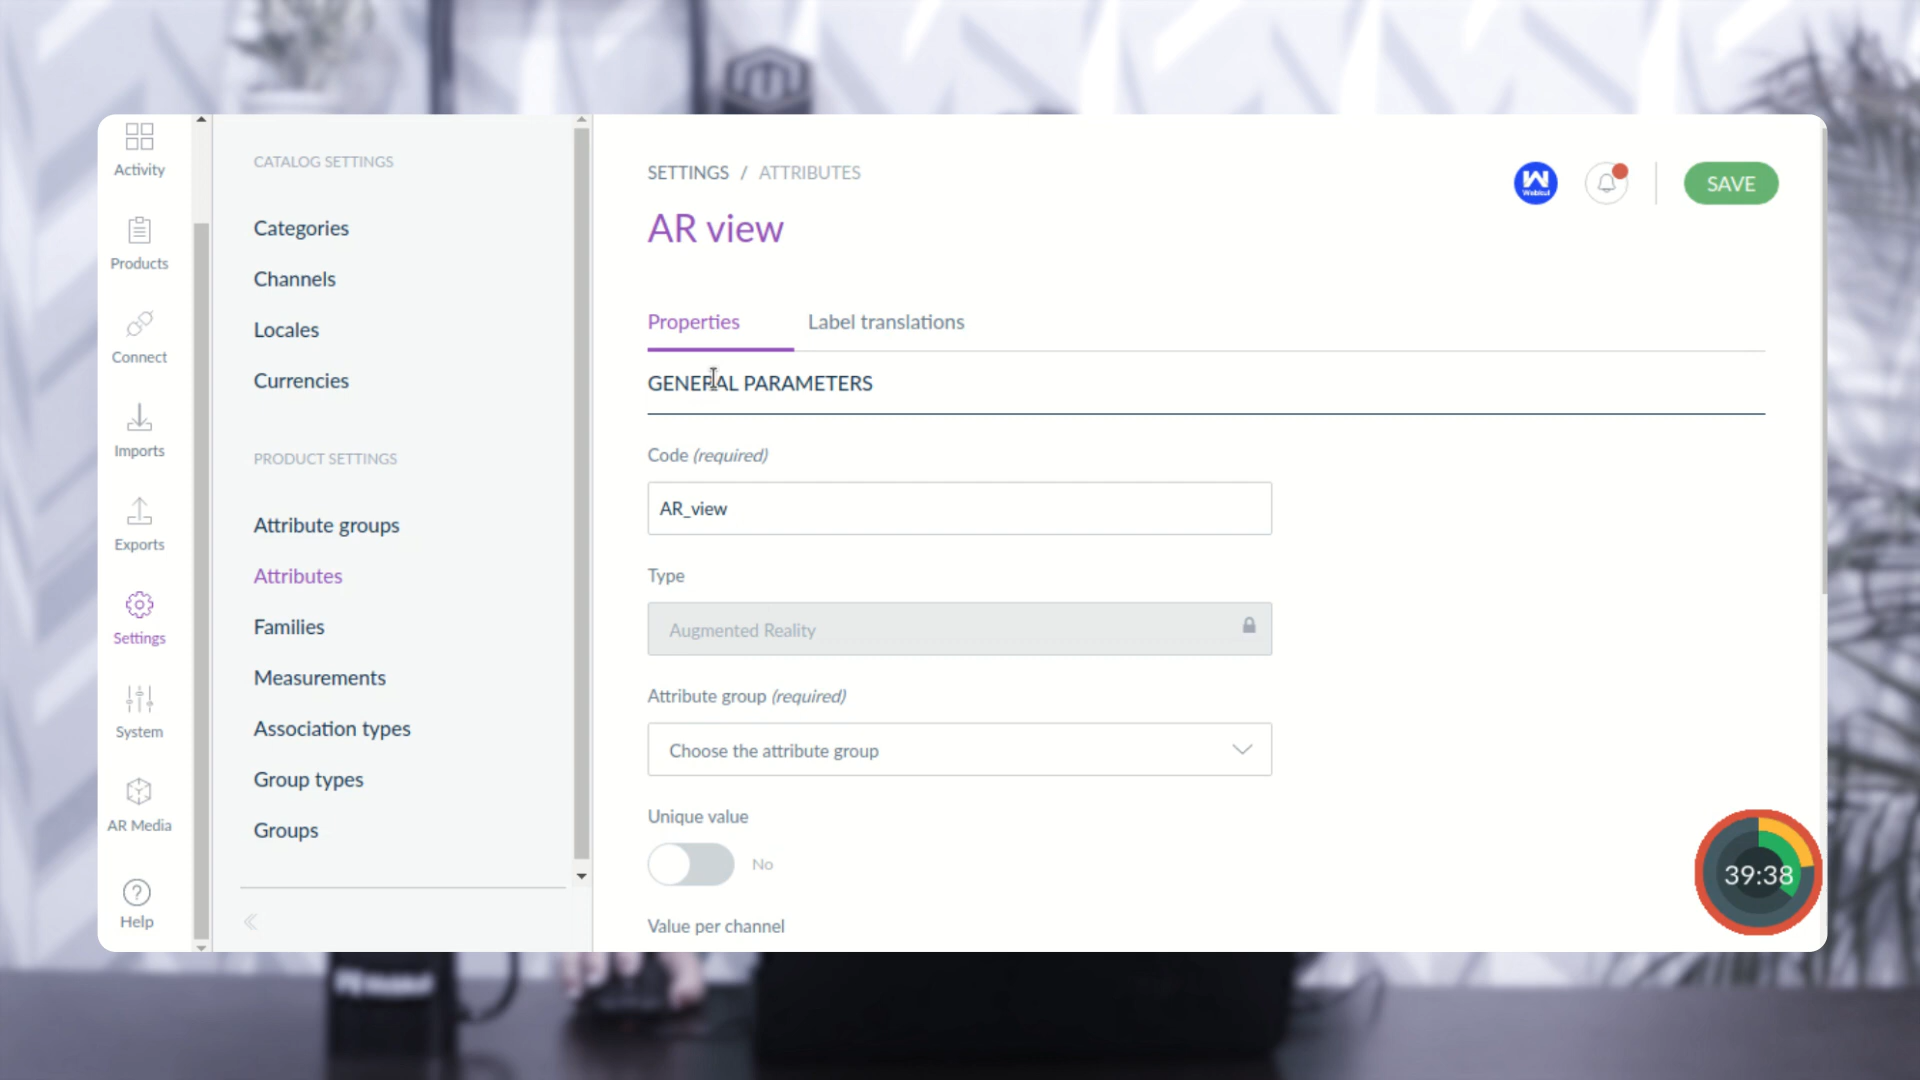 Activity
Products
Connect
Imports
Exports
Settings
System
AR Media
Help
CATALOG SETTINGS
Categories
Channels
Locales
Currencies
PRODUCT SETTINGS
Attribute groups
Attributes
Families
Measurements
Association types
Group types
Groups
SETTINGS / ATTRIBUTES
Webkul
SAVE
AR view
Properties Label translations
GENERAL PARAMETERS
Code (required)
AR_view
Type
Augmented Reality
Attribute group (required)
Choose the attribute group
Unique value
No
Value per channel
39:38